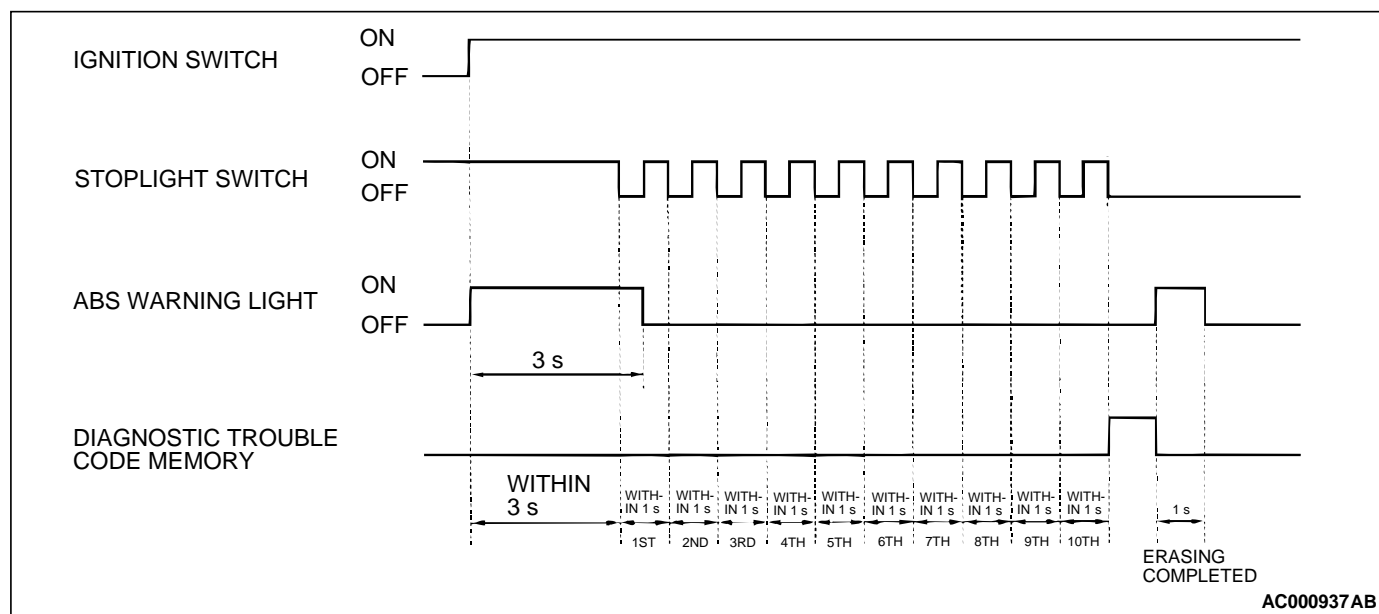 IGNITION SWITCH
ON
OFF
STOPLIGHT SWITCH
ON
OFF
ABS WARNING LIGHT
ON
OFF
3 s
DIAGNOSTIC TROUBLE
CODE MEMORY
WITHIN
3 s
WITH-
IN 1 s
WITH-
IN 1 s
WITH-
IN 1 s
WITH-
IN 1 s
WITH-
IN 1 s
WITH-
IN 1 s
WITH-
IN 1 s
WITH-
IN 1 s
WITH-
IN 1 s
WITH-
IN 1 s
1 s
1ST
2ND
3RD
4TH
5TH
6TH
7TH
8TH
9TH
10TH
ERASING
COMPLETED
AC000937AB